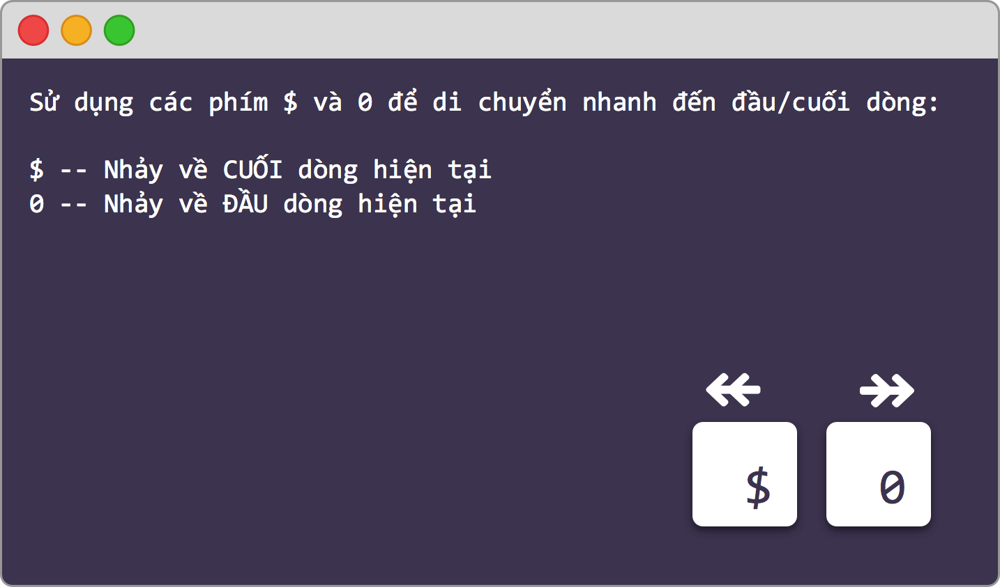 Sử dụng các phím $ và 0 để di chuyển nhanh đến đầu/cuối dòng:
$ -- Nhảy về CUỐI dòng hiện tại
0 -- Nhảy về ĐẦU dòng hiện tại
$ 0